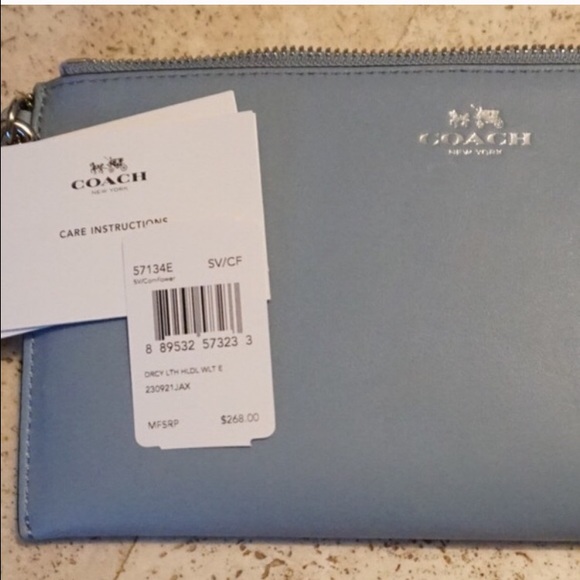 COACH
NEW YORK
COACH
NEW YORK
CARE INSTRUCTIONS
57134E SV/CF
SV/Cornflower
8 89532 57323 3
DRCY LTH HLDL WLT E
230921JAX
MFSRP $268.00